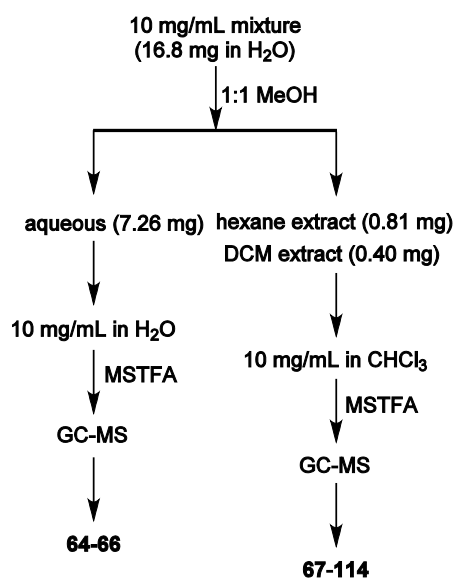 10 mg/mL mixture
(16.8 mg in H₂O)
1:1 MeOH
aqueous (7.26 mg)
10 mg/mL in H₂O
MSTFA
GC-MS
64-66
hexane extract (0.81 mg)
DCM extract (0.40 mg)
10 mg/mL in CHCl₃
MSTFA
GC-MS
67-114